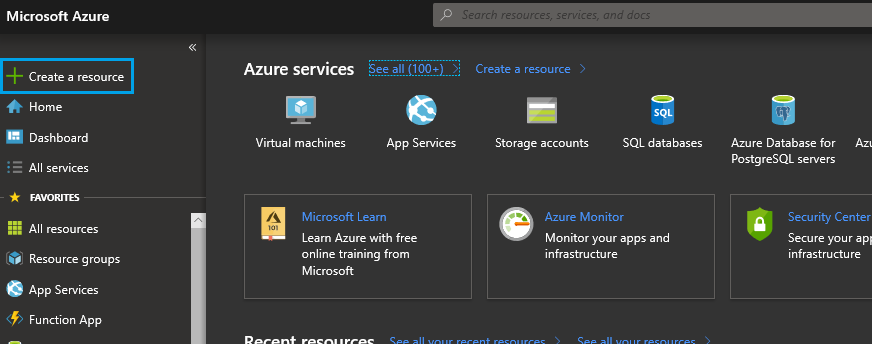 Microsoft Azure
Search resources, services, and docs
«
Create a resource
Home
Dashboard
All services
FAVORITES
All resources
Resource groups
App Services
Function App
Azure services
See all (100+) >
Create a resource >
Virtual machines
App Services
Storage accounts
SQL
SQL databases
Azure Database for
PostgreSQL servers
Az
101
Microsoft Learn
Learn Azure with free
online training from
Microsoft
Azure Monitor
Monitor your apps and
infrastructure
Security Center
Secure your app
infrastructure
Recent resources
See all your recent resources >
See all your resources >